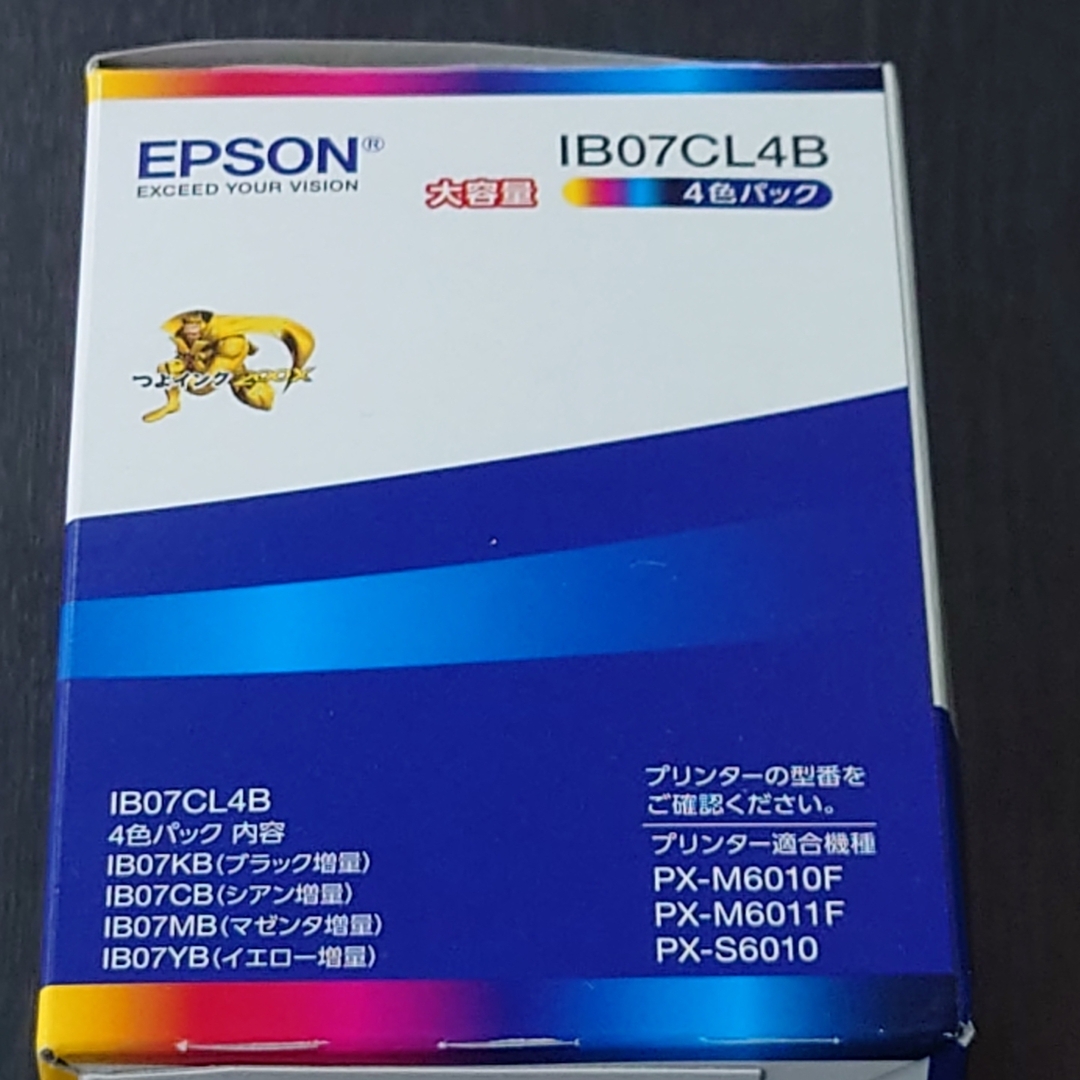 EPSON®
EXCEED YOUR VISION
IB07CL4B
大容量
4色パック
つよインク
IB07CL4B
4色パック 内容
IB07KB(ブラック増量)
IB07CB(シアン増量)
IB07MB(マゼンタ増量)
IB07YB(イエロー増量)
プリンターの型番を
ご確認ください。
プリンター適合機種
PX-M6010F
PX-M6011F
PX-S6010